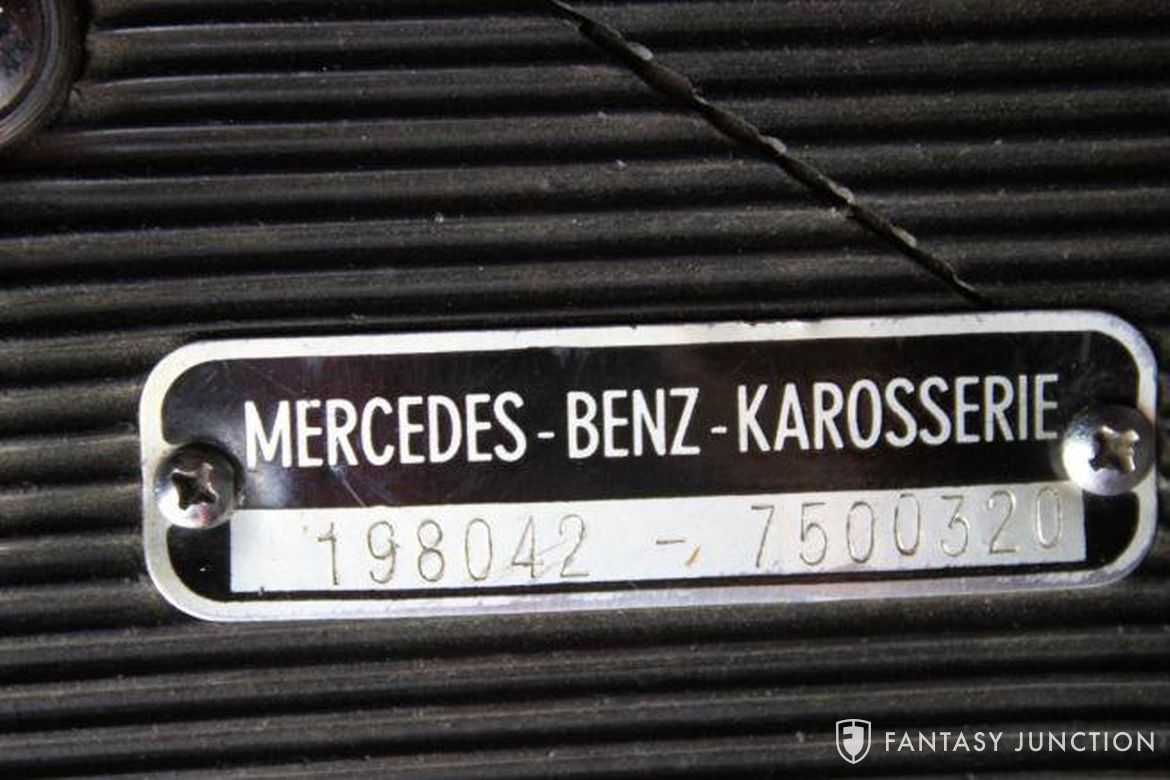 MERCEDES-BENZ-KAROSSERIE
198042 - 7500320
FANTASY JUNCTION